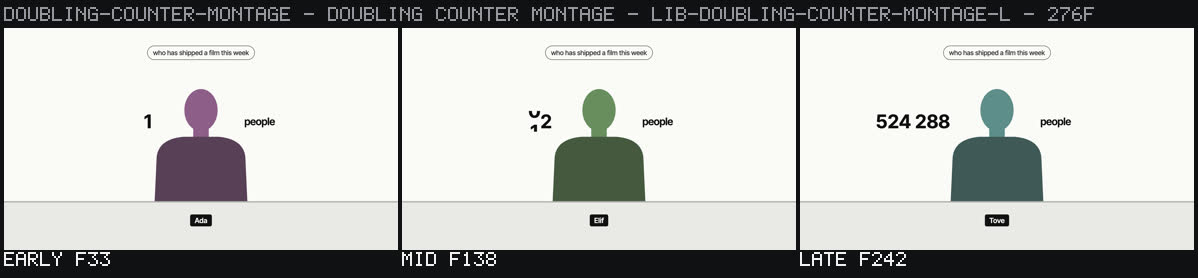 DOUBLING-COUNTER-MONTAGE — DOUBLING COUNTER MONTAGE — LIB-DOUBLING-COUNTER-MONTAGE-L — 276F
who has shipped a film this week
1 people
Ada
who has shipped a film this week
2 people
Elif
who has shipped a film this week
524 288 people
Tove
EARLY F33
MID F138
LATE F242